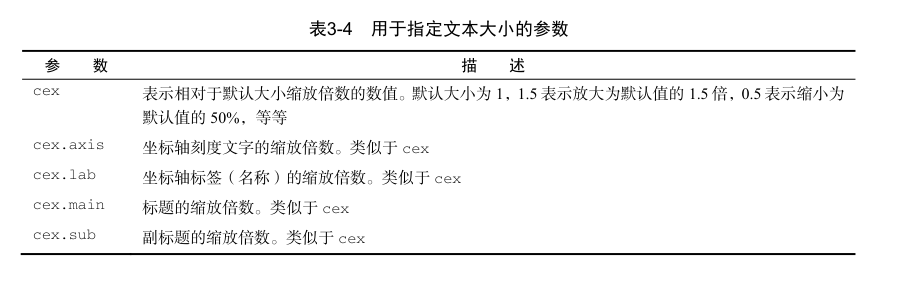 表3-4 用于指定文本大小的参数
参 数 描 述
cex 表示相对于默认大小缩放倍数的数值。默认大小为 1，1.5 表示放大为默认值的 1.5 倍，0.5 表示缩小为
默认值的 50%，等等
cex.axis 坐标轴刻度文字的缩放倍数。类似于 cex
cex.lab 坐标轴标签（名称）的缩放倍数。类似于 cex
cex.main 标题的缩放倍数。类似于 cex
cex.sub 副标题的缩放倍数。类似于 cex